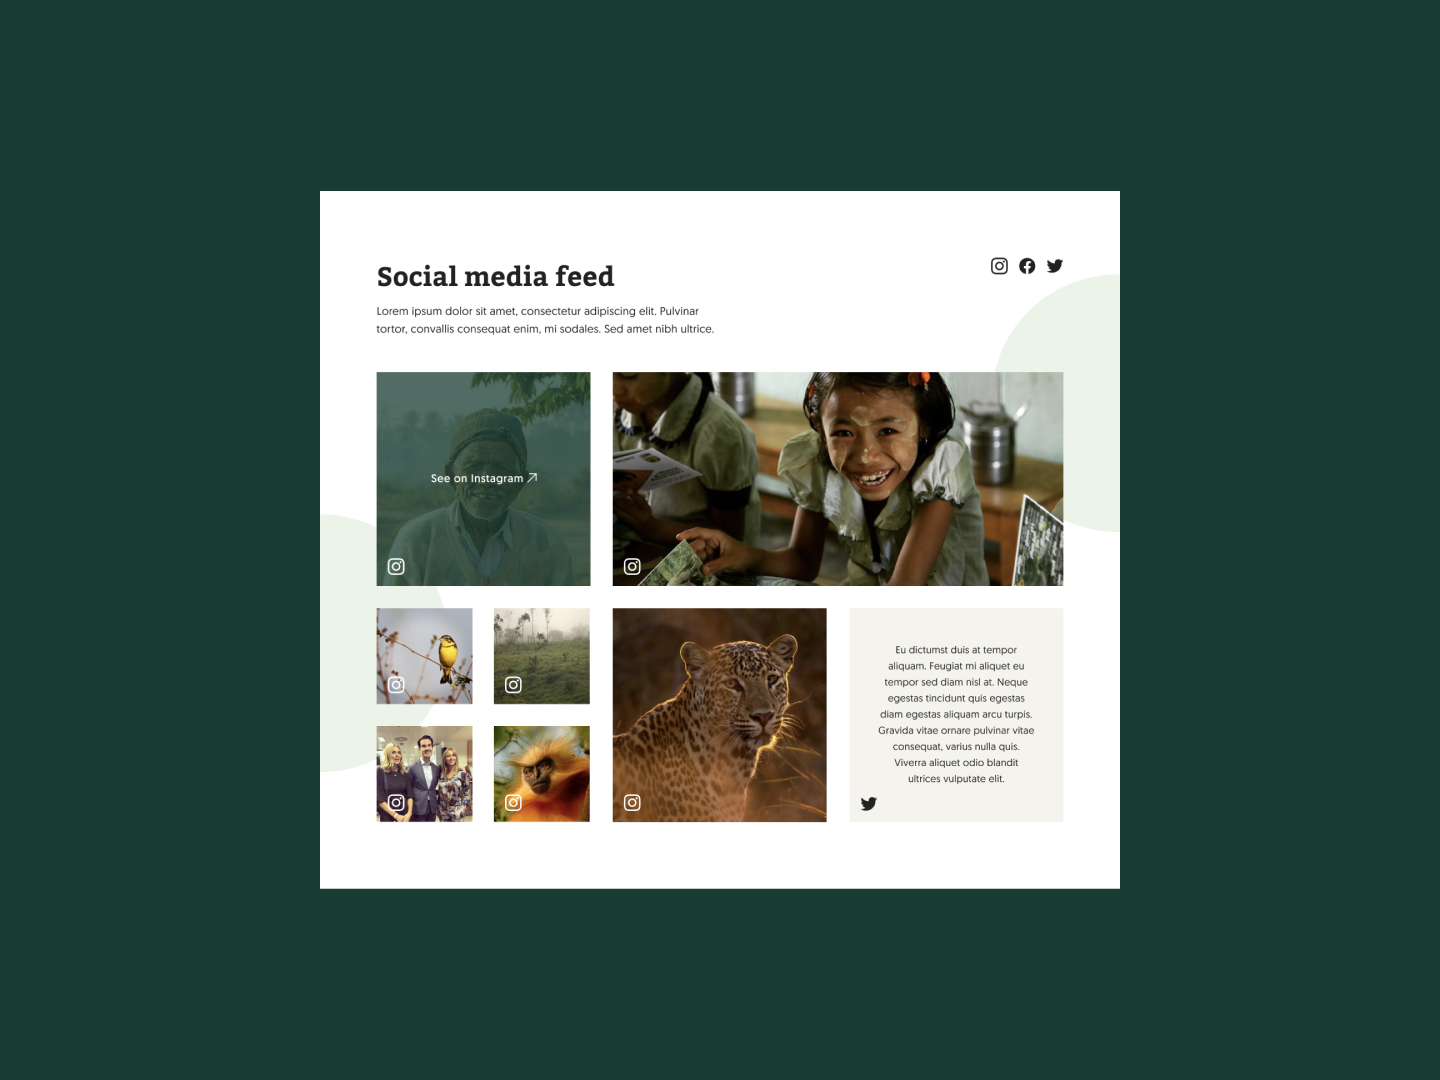 Social media feed
Lorem ipsum dolor sit amet, consectetur adipiscing elit. Pulvinar
tortor, convallis consequat enim, mi sodales. Sed amet nibh ultrice.
See on Instagram
Eu dictumst duis at tempor
aliquam. Feugiat mi aliquet eu
tempor sed diam nisl at. Neque
egestas tincidunt quis egestas
diam egestas aliquam arcu turpis.
Gravida vitae ornare pulvinar vitae
consequat, varius nulla quis.
Viverra aliquet odio blandit
ultrices vulputate elit.